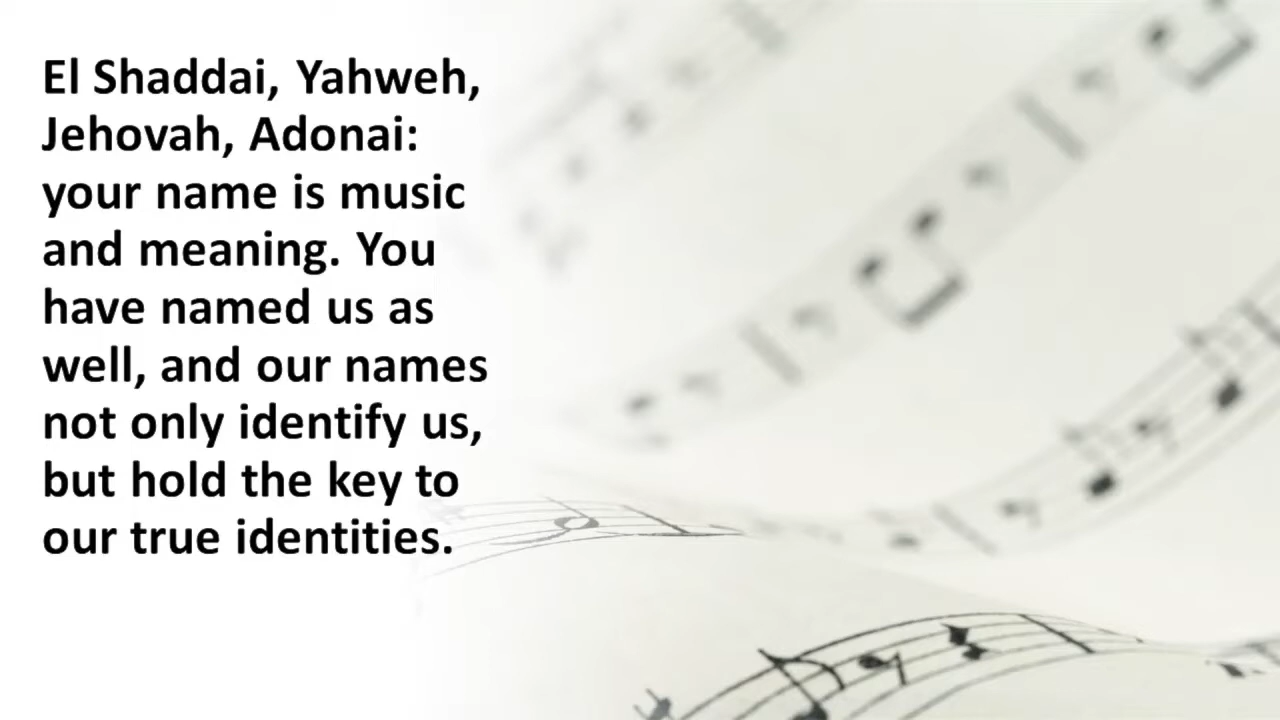 El Shaddai, Yahweh,
Jehovah, Adonai:
your name is music
and meaning. You
have named us as
well, and our names
not only identify us,
but hold the key to
our true identities.